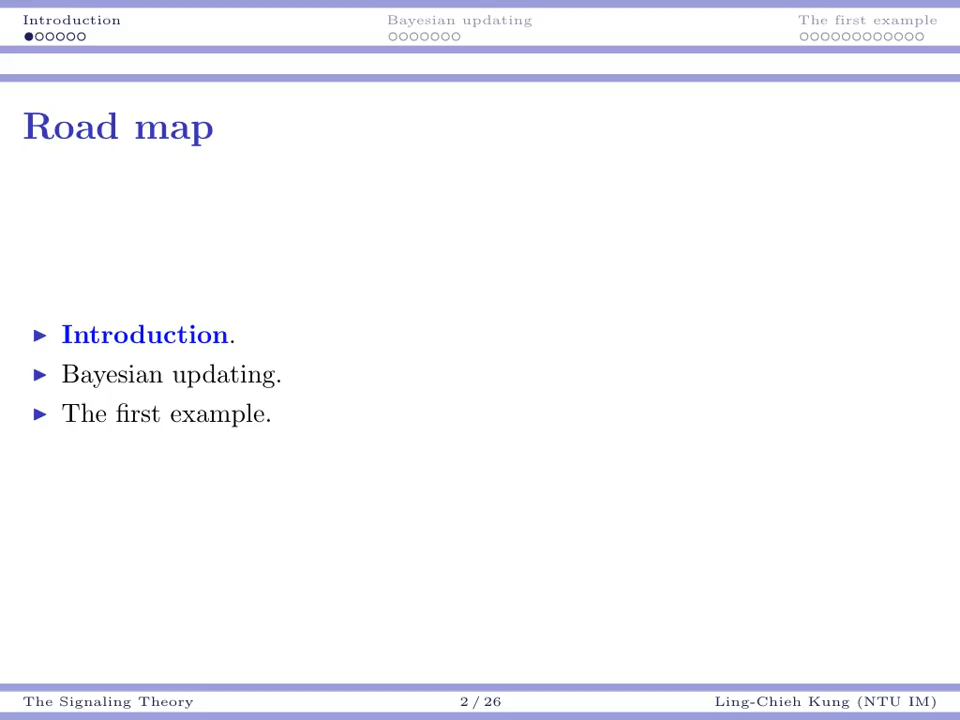 Introduction
Bayesian updating
The first example
Road map
Introduction.
Bayesian updating.
The first example.
The Signaling Theory
2 / 26
Ling-Chieh Kung (NTU IM)